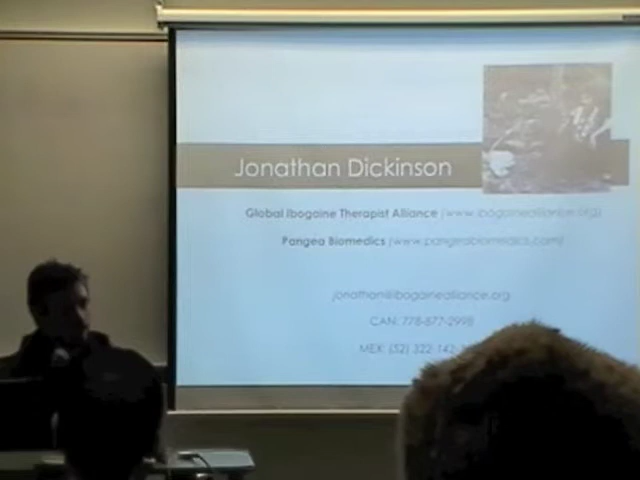 Jonathan Dickinson
Global Ibogaine Therapist Alliance (www.ibogainealliance.org)
Pangea Biomedics (www.pangeabiomedics.com)
jonathan@ibogainealliance.org
CAN: 778-877-2998
MEX: (52) 322-142-